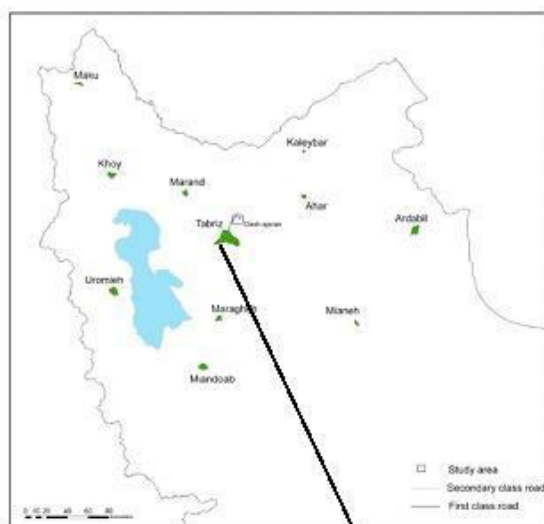 Maku
Kaleybar
Khoy
Marand
Ahar
Tabriz
Ardabil
Uromieh
Maragheh
Mianeh
Miandoab
Study area
Secondary class road
First class road